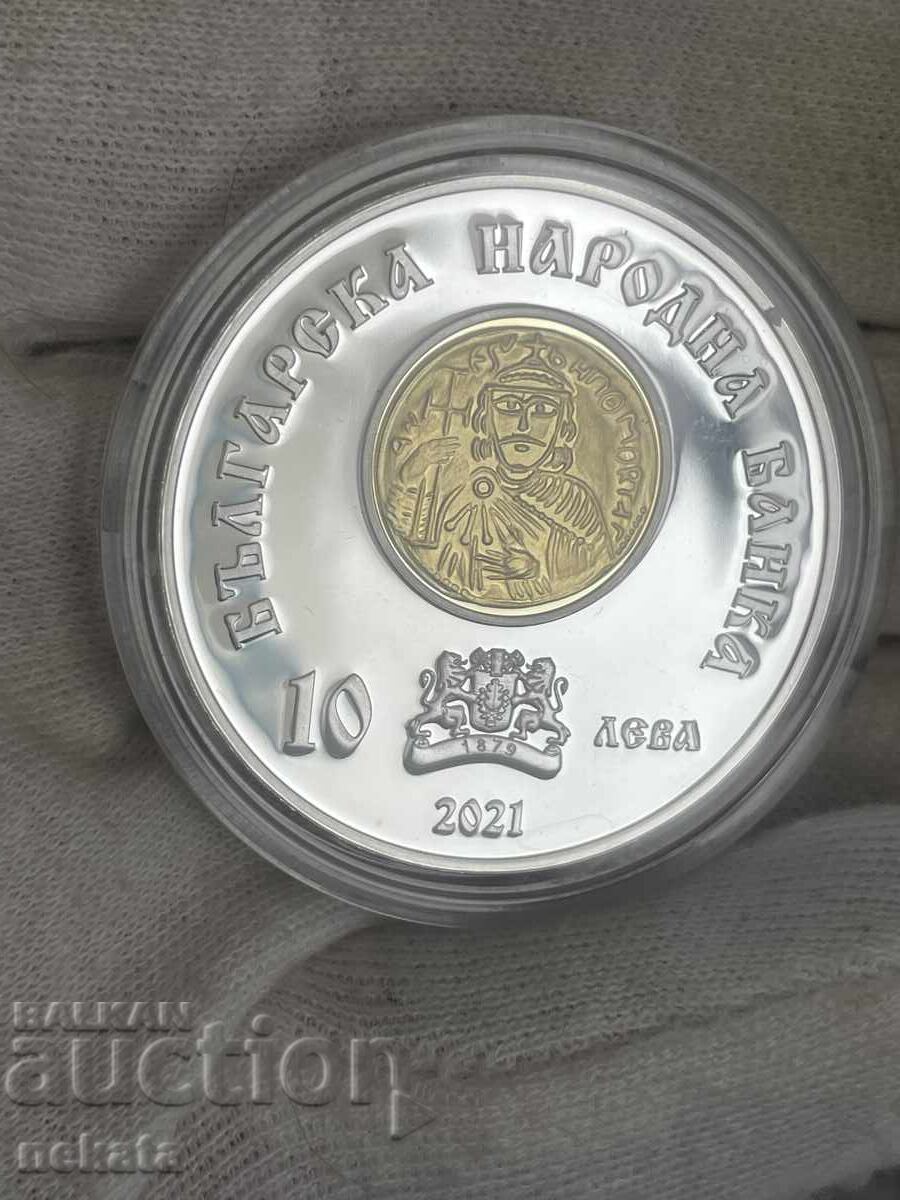 БЪЛГАРСКА НАРОДНА БАНКА
10
ЛЕВА
1879
2021
BALKAN
auction
nekata